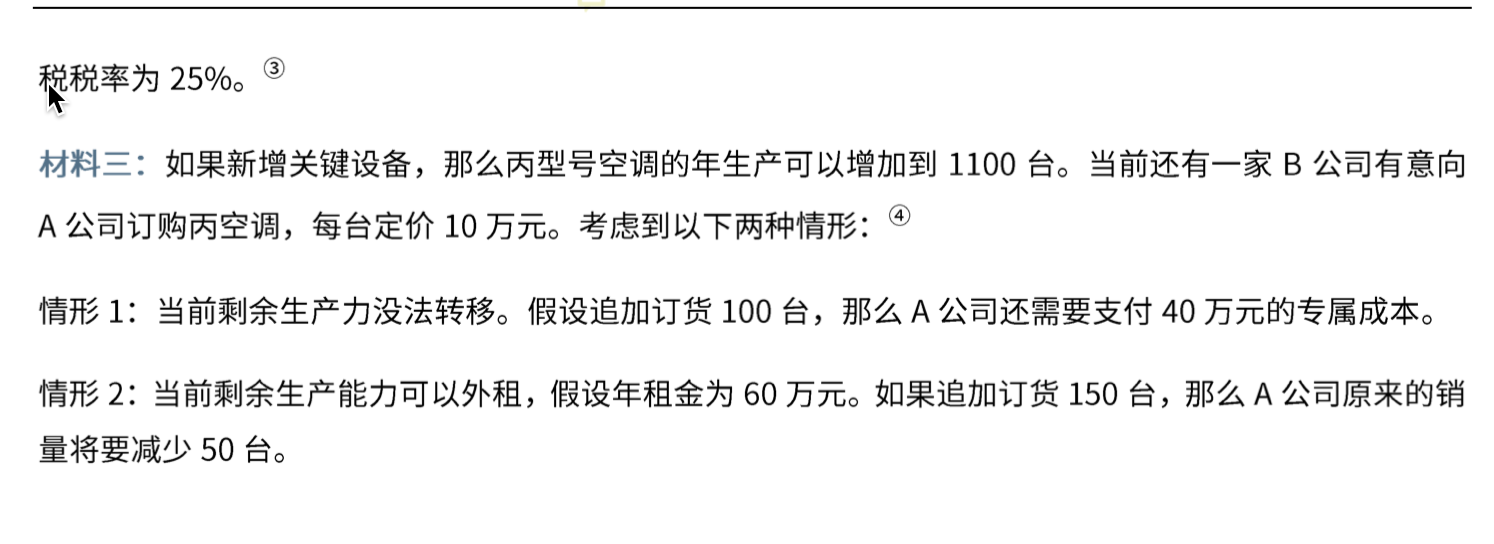 税税率为 25%。③
材料三：如果新增关键设备，那么丙型号空调的年生产可以增加到 1100 台。当前还有一家 B 公司有意向
A 公司订购丙空调，每台定价 10 万元。考虑到以下两种情形：④
情形 1：当前剩余生产力没法转移。假设追加订货 100 台，那么 A 公司还需要支付 40 万元的专属成本。
情形 2：当前剩余生产能力可以外租，假设年租金为 60 万元。如果追加订货 150 台，那么 A 公司原来的销
量将要减少 50 台。